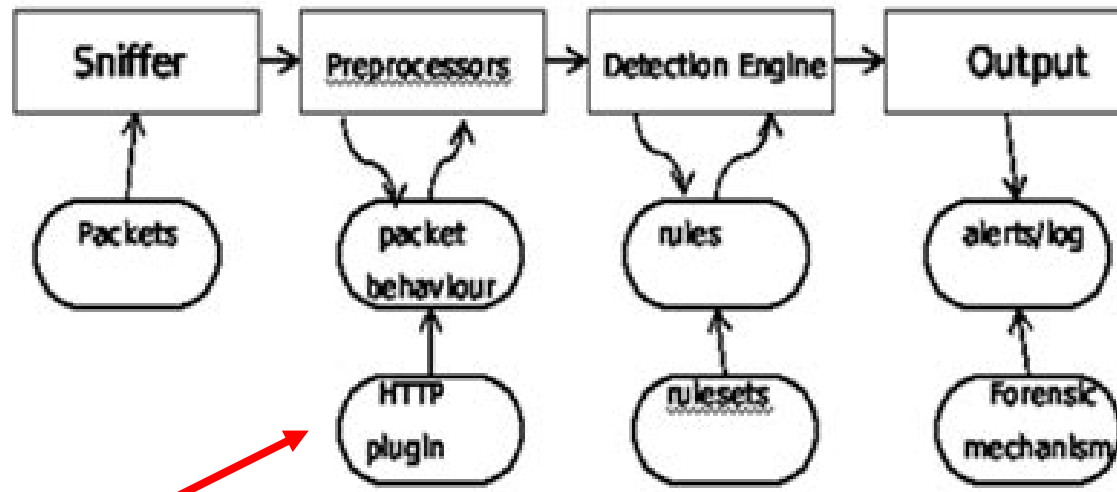 Sniffer
Preprocessors
Detection Engine
Output
Packets
packet
behaviour
rules
alerts/log
HTTP
plugin
rulesets
Forensic
mechanism